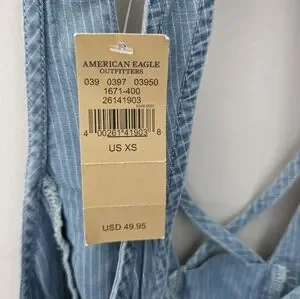 AMERICAN EAGLE
OUTFITTERS
039 0397 03950
1671-400
26141903
4 00261 41903 8
US XS
USD 49.95